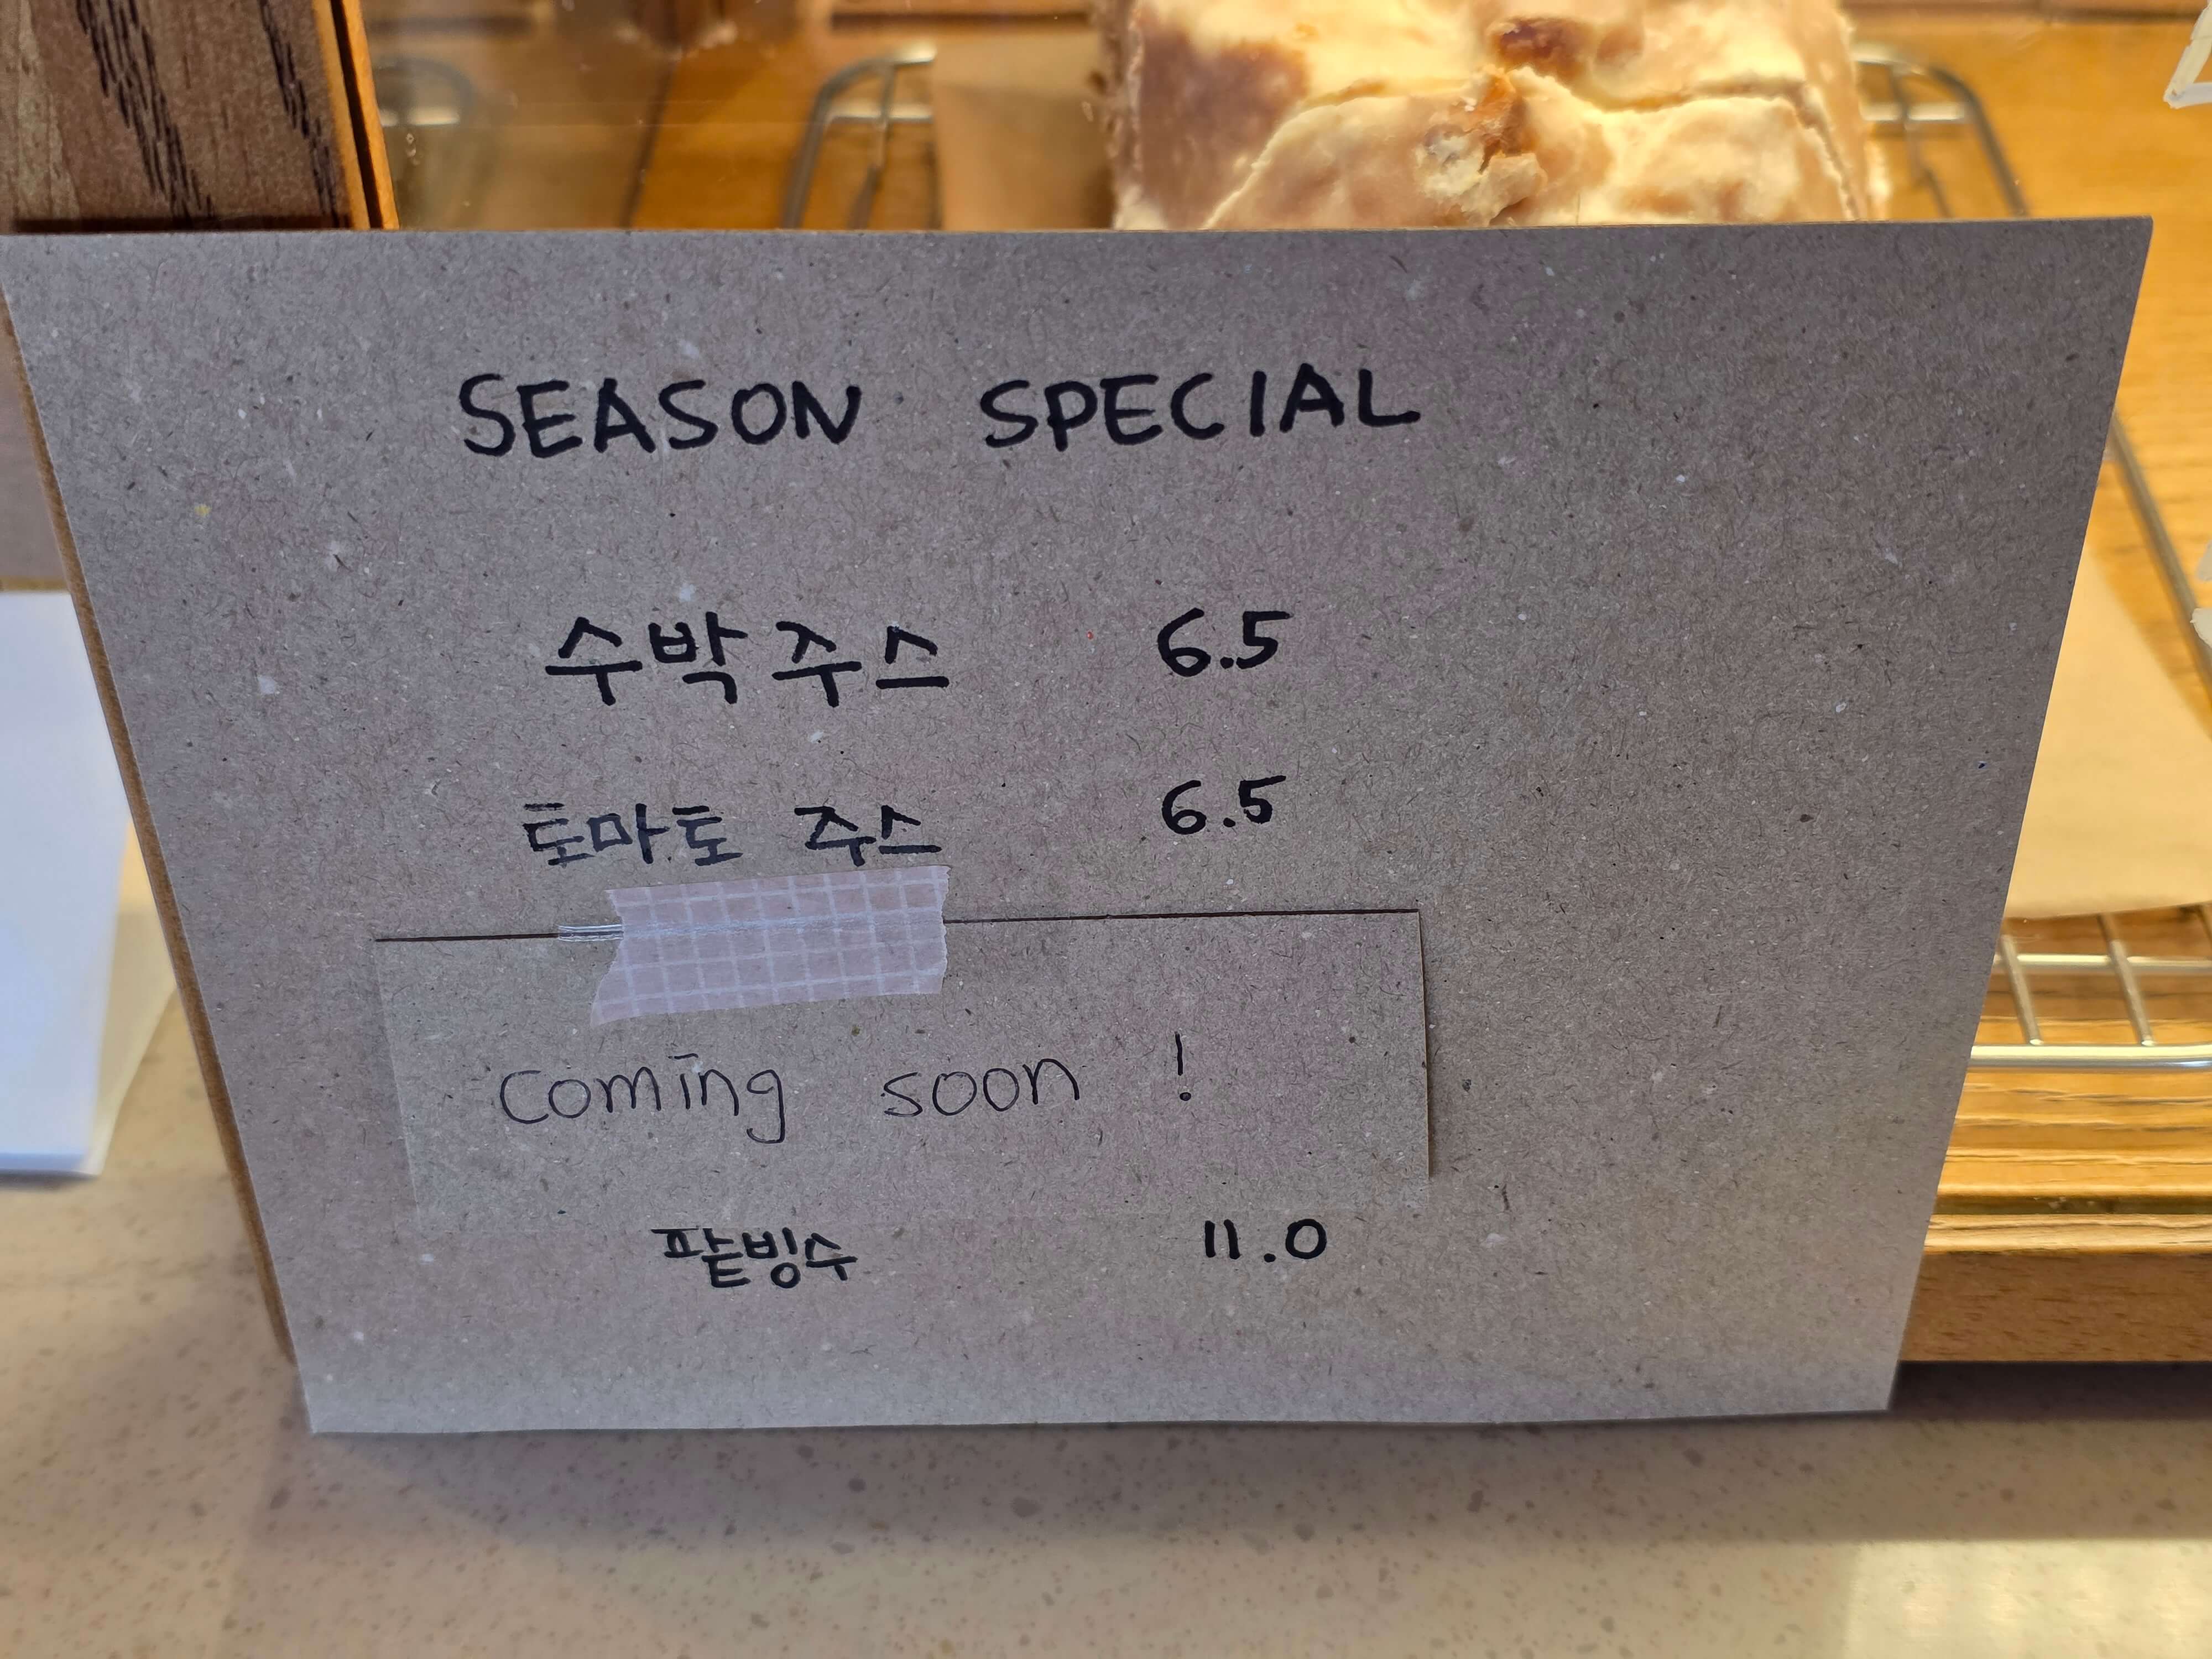 SEASON SPECIAL
수박주스 6.5
토마토 주스 6.5
coming soon !
팥빙수 11.0